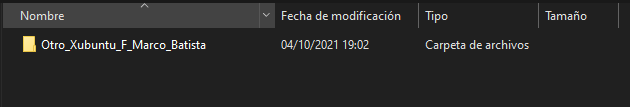 Nombre Fecha de modificación Tipo Tamaño
Otro_Xubuntu_F_Marco_Batista 04/10/2021 19:02 Carpeta de archivos